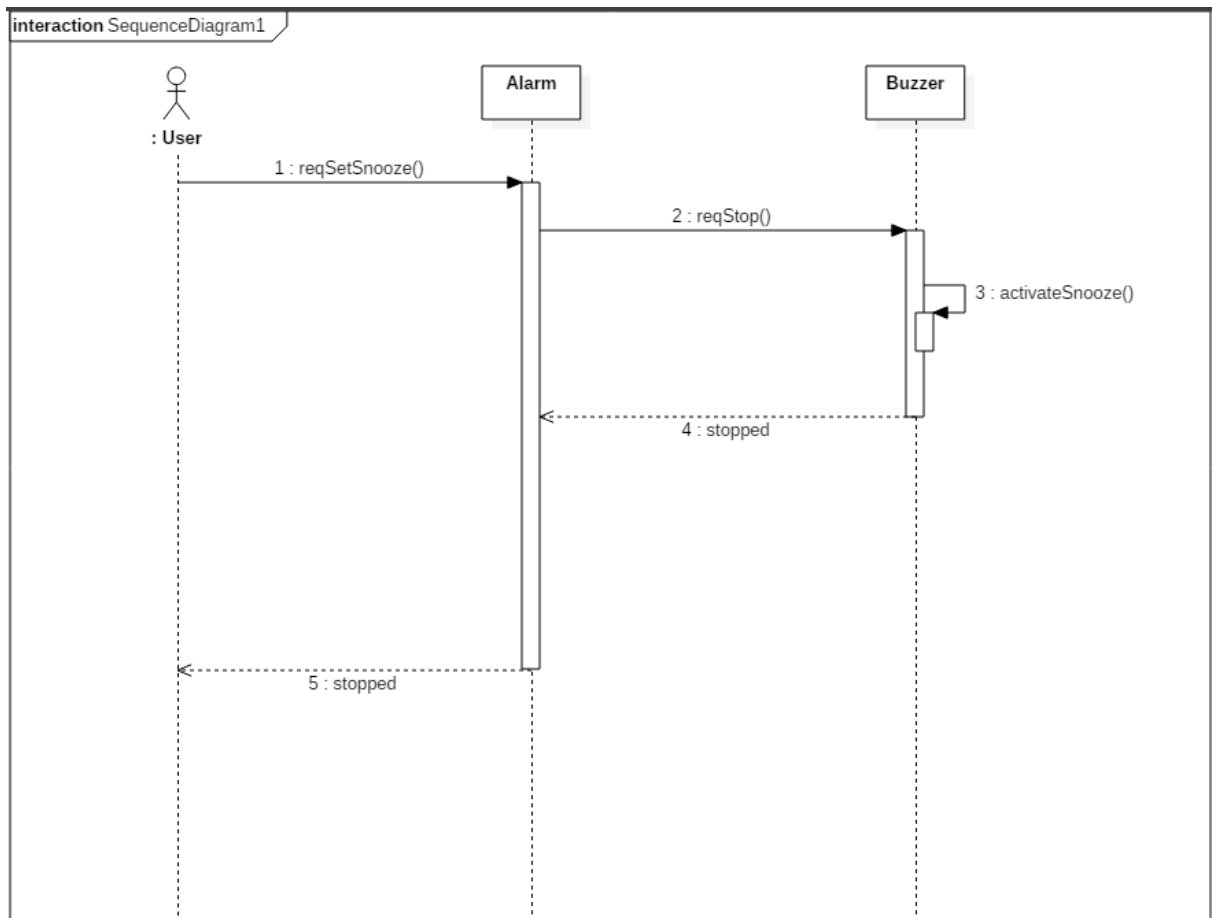 interaction SequenceDiagram1
Alarm
Buzzer
: User
1 : reqSetSnooze()
2 : reqStop()
3 : activateSnooze()
4 : stopped
5 : stopped